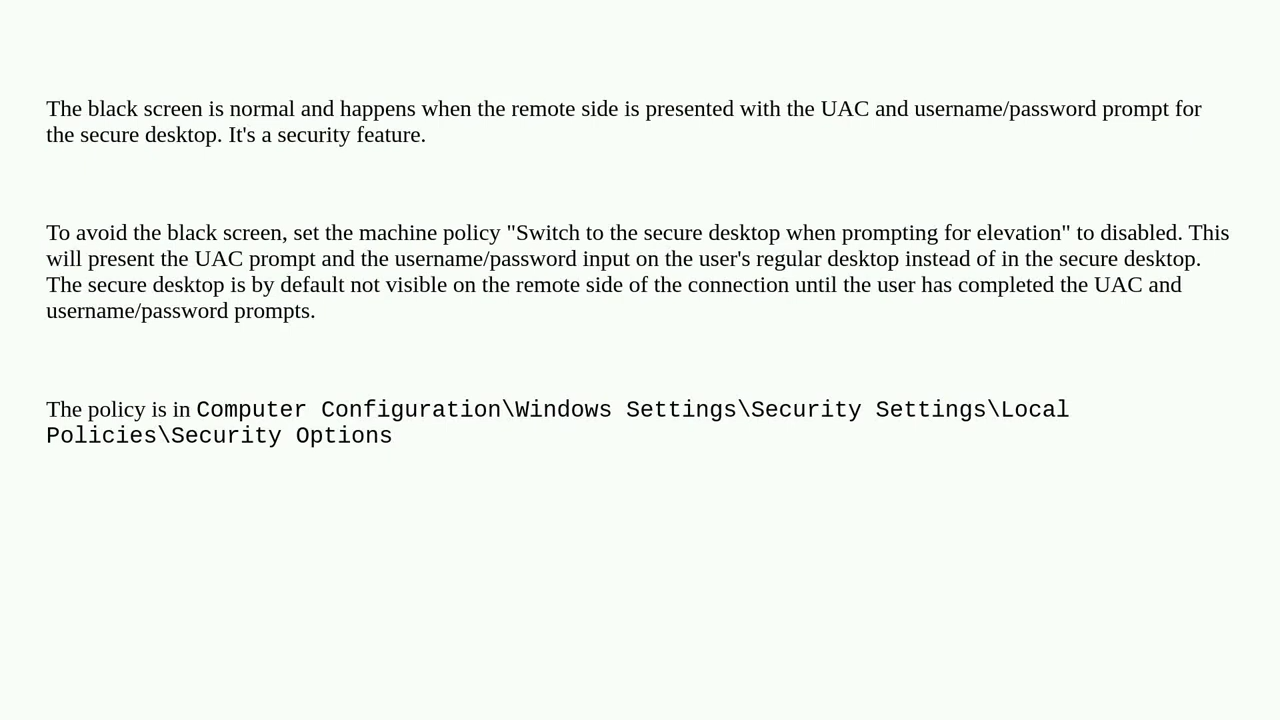 The black screen is normal and happens when the remote side is presented with the UAC and username/password prompt for
the secure desktop. It's a security feature.
To avoid the black screen, set the machine policy "Switch to the secure desktop when prompting for elevation" to disabled. This
will present the UAC prompt and the username/password input on the user's regular desktop instead of in the secure desktop.
The secure desktop is by default not visible on the remote side of the connection until the user has completed the UAC and
username/password prompts.
The policy is in Computer Configuration\Windows Settings\Security Settings\Local
Policies\Security Options